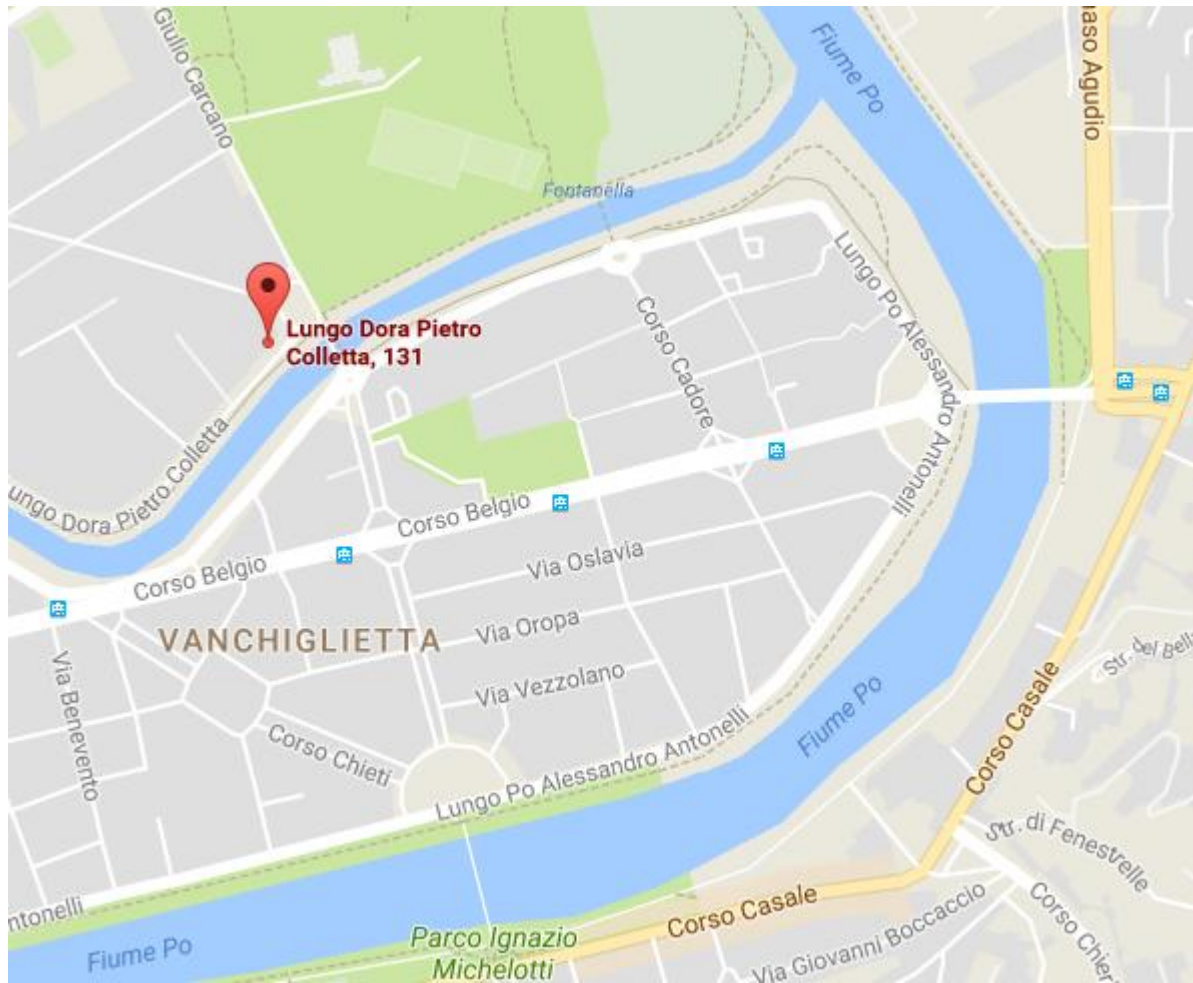 Giulio Carcano
Fiume Po
aso Agudio
Fontanella
Lungo Po Alessandro Antonelli
Lungo Dora Pietro
Colletta, 131
Corso Cadore
ungo Dora Pietro Colletta
Corso Belgio
Corso Belgio
Via Oslavia
VANCHIGLIETTA
Via Oropa
Via Vezzolano
Via Benevento
Corso Chieti
Str. del Belle
Fiume Po
Corso Casale
Lungo Po Alessandro Antonelli
Str. di Fenestrelle
ntonelli
Corso Casale
Corso Chier
Fiume Po
Parco Ignazio
Michelotti
Via Giovanni Boccaccio